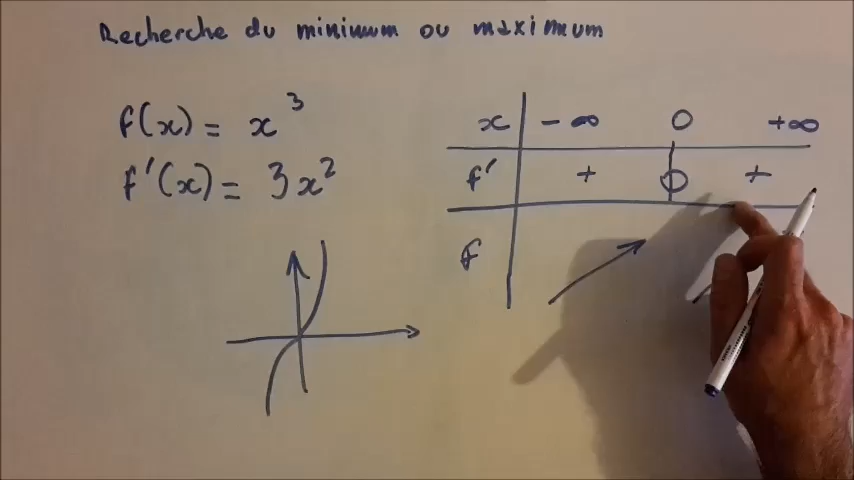 Recherche du minimum ou maximum
f(x) = x³
f'(x) = 3x²
x -∞ 0 +∞
f' + 0 +
f